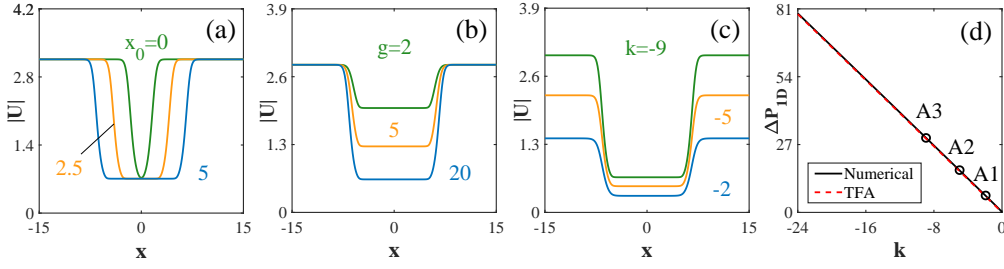 (a)
x0=0
2.5
5
|U|
4.2
2.8
1.4
0
-15
0
15
x
(b)
g=2
5
20
|U|
3.9
2.6
1.3
0
-15
0
15
x
(c)
k=-9
-5
-2
|U|
3.9
2.6
1.3
0
-15
0
15
x
(d)
A3
A2
A1
Numerical
TFA
ΔP1D
81
54
27
0
-24
-16
-8
0
k